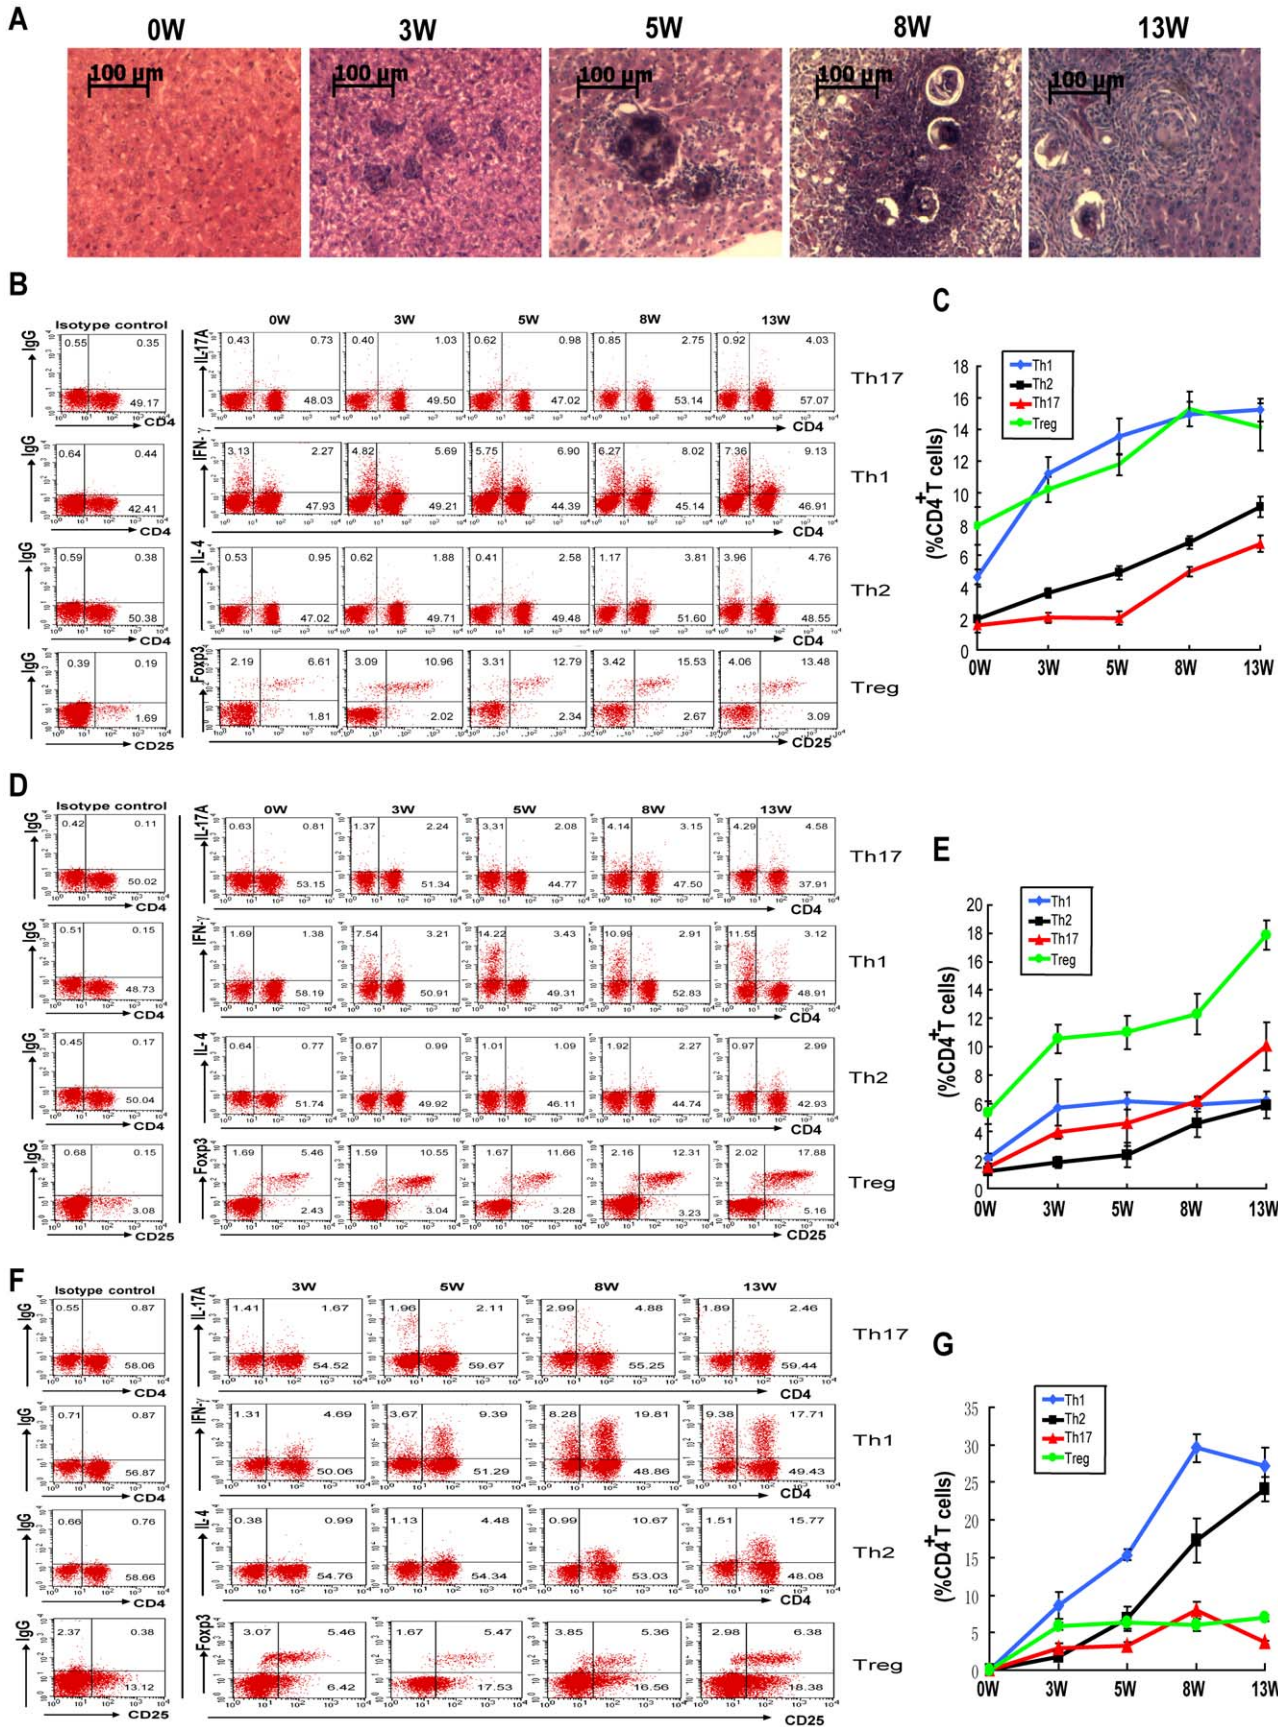 A
0W 3W 5W 8W 13W
100 µm 100 µm 100 µm 100 µm 100 µm
B
Isotype control 0W 3W 5W 8W 13W
IgG IL-17A
0.55 0.35 0.43 0.73 0.40 1.03 0.62 0.98 0.85 2.75 0.92 4.03
Th17
49.17 48.03 49.50 47.02 53.14 57.07
CD4 CD4
IgG IFN-γ
0.64 0.44 3.13 2.27 4.82 5.69 5.75 6.90 6.27 8.02 7.36 9.13
Th1
42.41 47.93 49.21 44.39 45.14 46.91
CD4 CD4
IgG IL-4
0.59 0.38 0.53 0.95 0.62 1.88 0.41 2.58 1.17 3.81 3.96 4.76
Th2
50.38 47.02 49.71 49.48 51.60 48.55
CD4 CD4
IgG Foxp3
0.39 0.19 2.19 6.61 3.09 10.96 3.31 12.79 3.42 15.53 4.06 13.48
Treg
1.69 1.81 2.02 2.34 2.67 3.09
CD25 CD25
C
Th1
Th2
Th17
Treg
(%CD4+T cells)
18
16
14
12
10
8
6
4
2
0
0W 3W 5W 8W 13W
D
Isotype control 0W 3W 5W 8W 13W
IgG IL-17A
0.42 0.11 0.63 0.81 1.37 2.24 3.31 2.08 4.14 3.15 4.29 4.58
Th17
50.02 53.15 51.34 44.77 47.50 37.91
CD4 CD4
IgG IFN-γ
0.51 0.15 1.69 1.38 7.54 3.21 14.22 3.43 10.99 2.91 11.55 3.12
Th1
48.73 58.19 50.91 49.31 52.83 48.91
CD4 CD4
IgG IL-4
0.45 0.17 0.64 0.77 0.67 0.99 1.01 1.09 1.92 2.27 0.97 2.99
Th2
50.04 51.74 49.92 46.11 44.74 42.93
CD4 CD4
IgG Foxp3
0.68 0.15 1.69 5.46 1.59 10.55 1.67 11.66 2.16 12.31 2.02 17.88
Treg
3.08 2.43 3.04 3.28 3.23 5.16
CD25 CD25
E
Th1
Th2
Th17
Treg
(%CD4+T cells)
20
18
16
14
12
10
8
6
4
2
0
0W 3W 5W 8W 13W
F
Isotype control 3W 5W 8W 13W
IgG IL-17A
0.55 0.87 1.41 1.67 1.96 2.11 2.99 4.88 1.89 2.46
Th17
58.06 54.52 59.67 55.25 59.44
CD4 CD4
IgG IFN-γ
0.71 0.87 1.31 4.69 3.67 9.39 8.28 19.81 9.38 17.71
Th1
56.87 50.06 51.29 48.86 49.43
CD4 CD4
IgG IL-4
0.66 0.76 0.38 0.99 1.13 4.48 0.99 10.67 1.51 15.77
Th2
58.66 54.76 54.34 53.03 48.08
CD4 CD4
IgG Foxp3
2.37 0.38 3.07 5.46 1.67 5.47 3.85 5.36 2.98 6.38
Treg
13.12 6.42 17.53 16.56 18.38
CD25 CD25
G
Th1
Th2
Th17
Treg
(%CD4+T cells)
35
30
25
20
15
10
5
0
0W 3W 5W 8W 13W